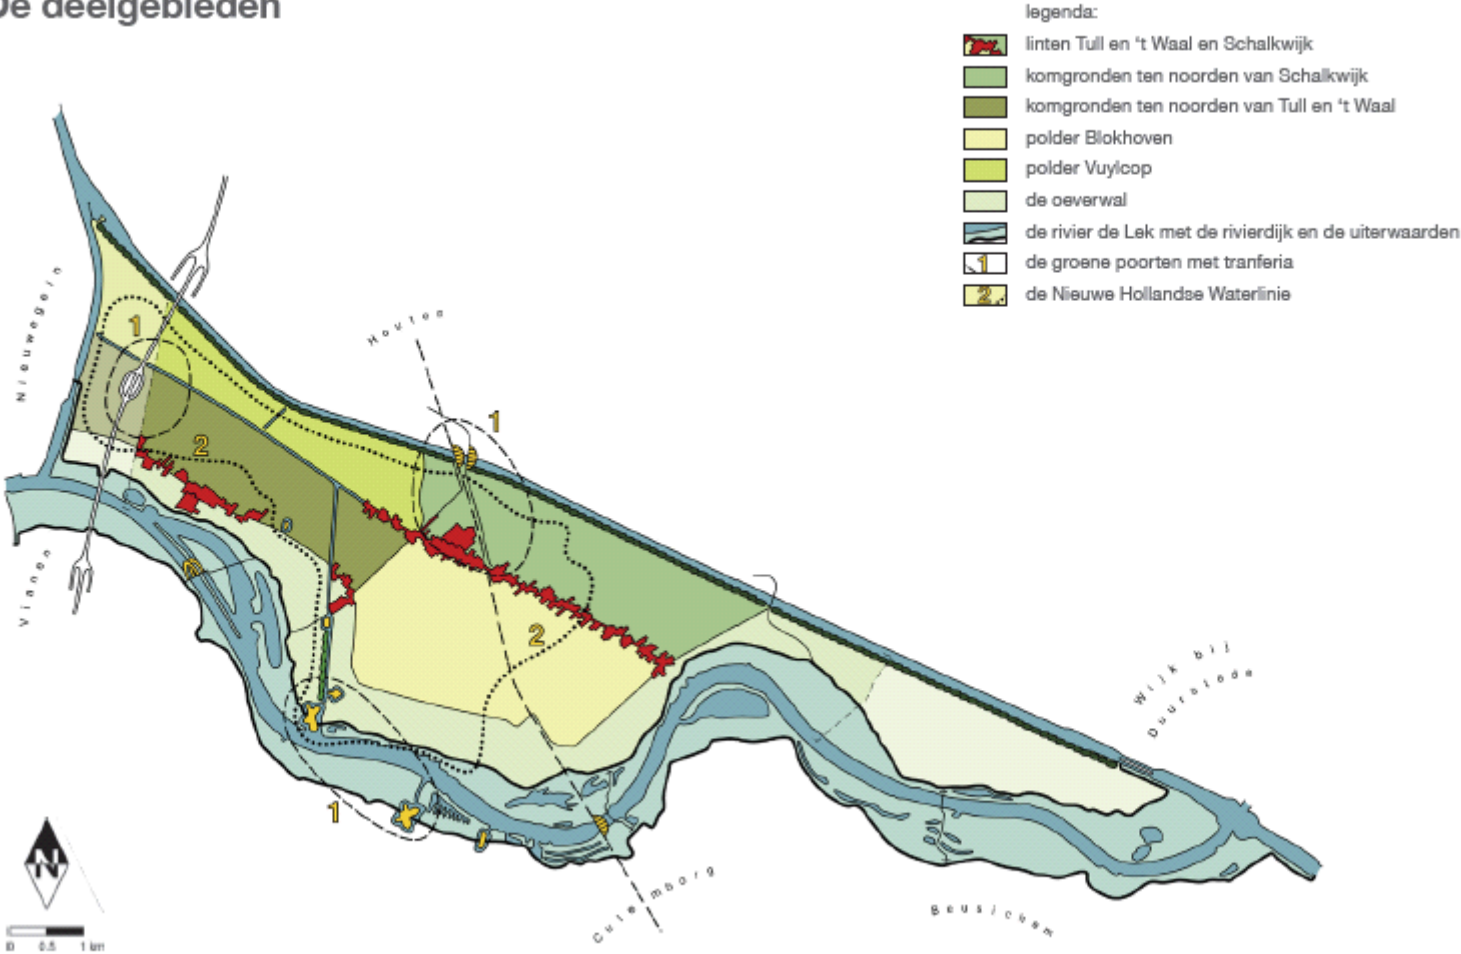 De deelgebieden
legenda:
linten Tull en 't Waal en Schalkwijk
komgronden ten noorden van Schalkwijk
komgronden ten noorden van Tull en 't Waal
polder Blokhoven
polder Vuylcop
de oeverwal
de rivier de Lek met de rivierdijk en de uiterwaarden
1 de groene poorten met tranferia
2 de Nieuwe Hollandse Waterlinie
Nieuwegein
Houten
1
1
2
2
Vianen
Wijk bij
Duurstede
1
Culemborg
Beusichem
N
0 0.5 1 km